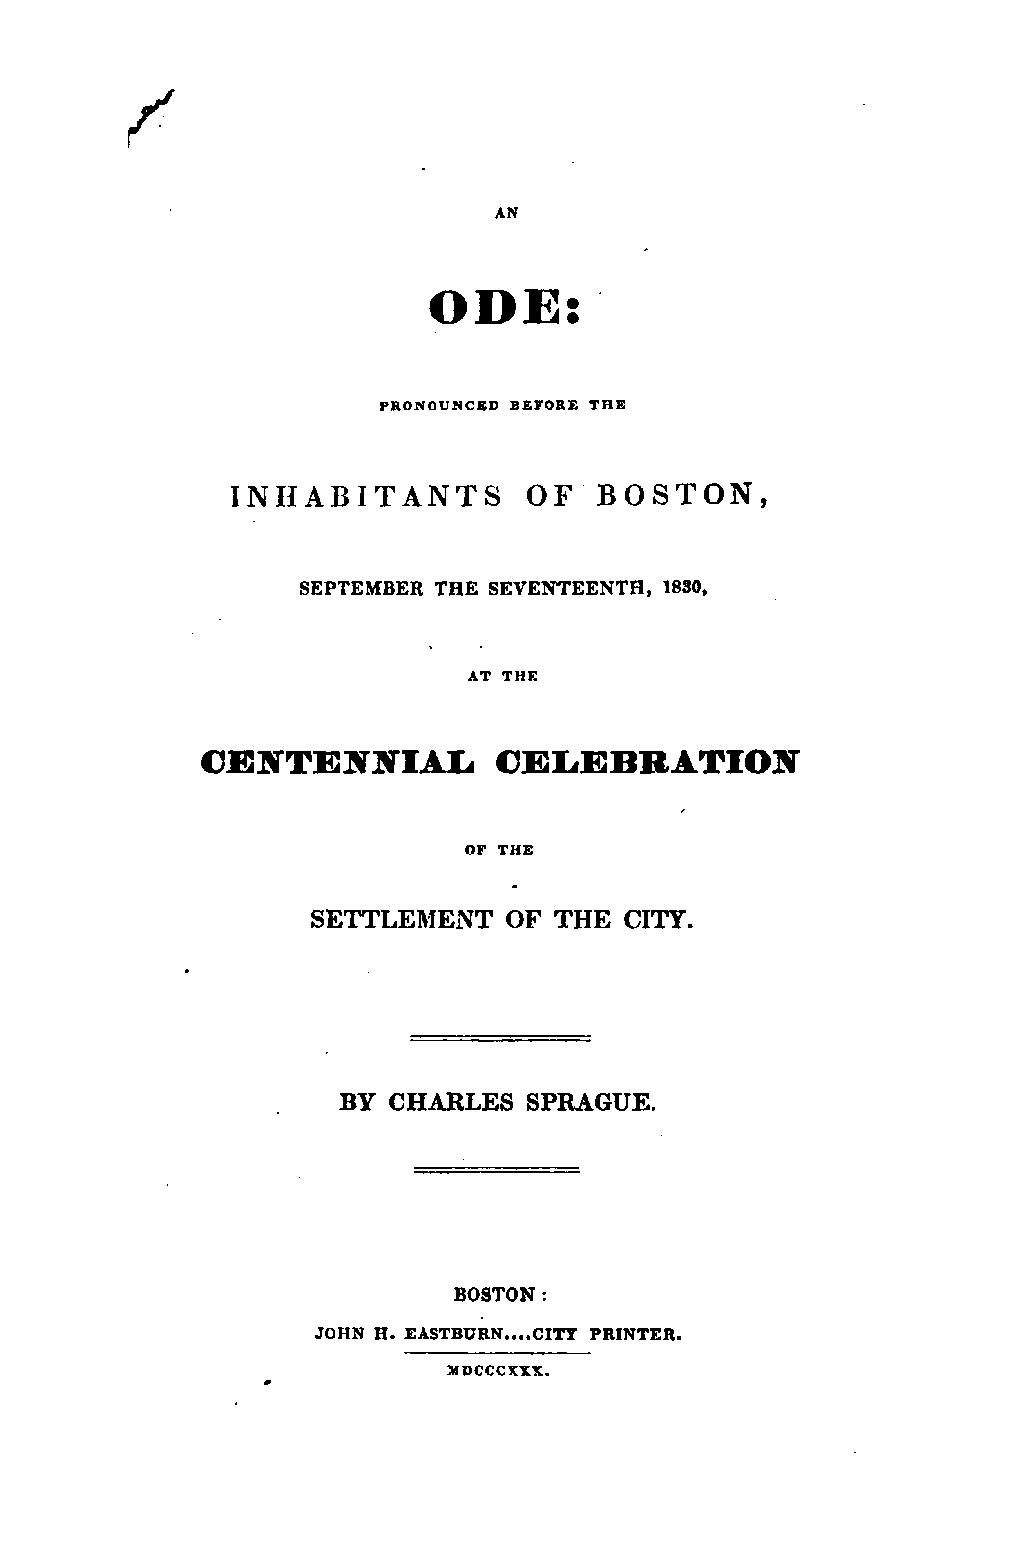 AN
ODE:
PRONOUNCED BEFORE THE
INHABITANTS OF BOSTON,
SEPTEMBER THE SEVENTEENTH, 1830,
AT THE
CENTENNIAL CELEBRATION
OF THE
SETTLEMENT OF THE CITY.
BY CHARLES SPRAGUE.
BOSTON:
JOHN H. EASTBURN....CITY PRINTER.
MDCCCXXX.